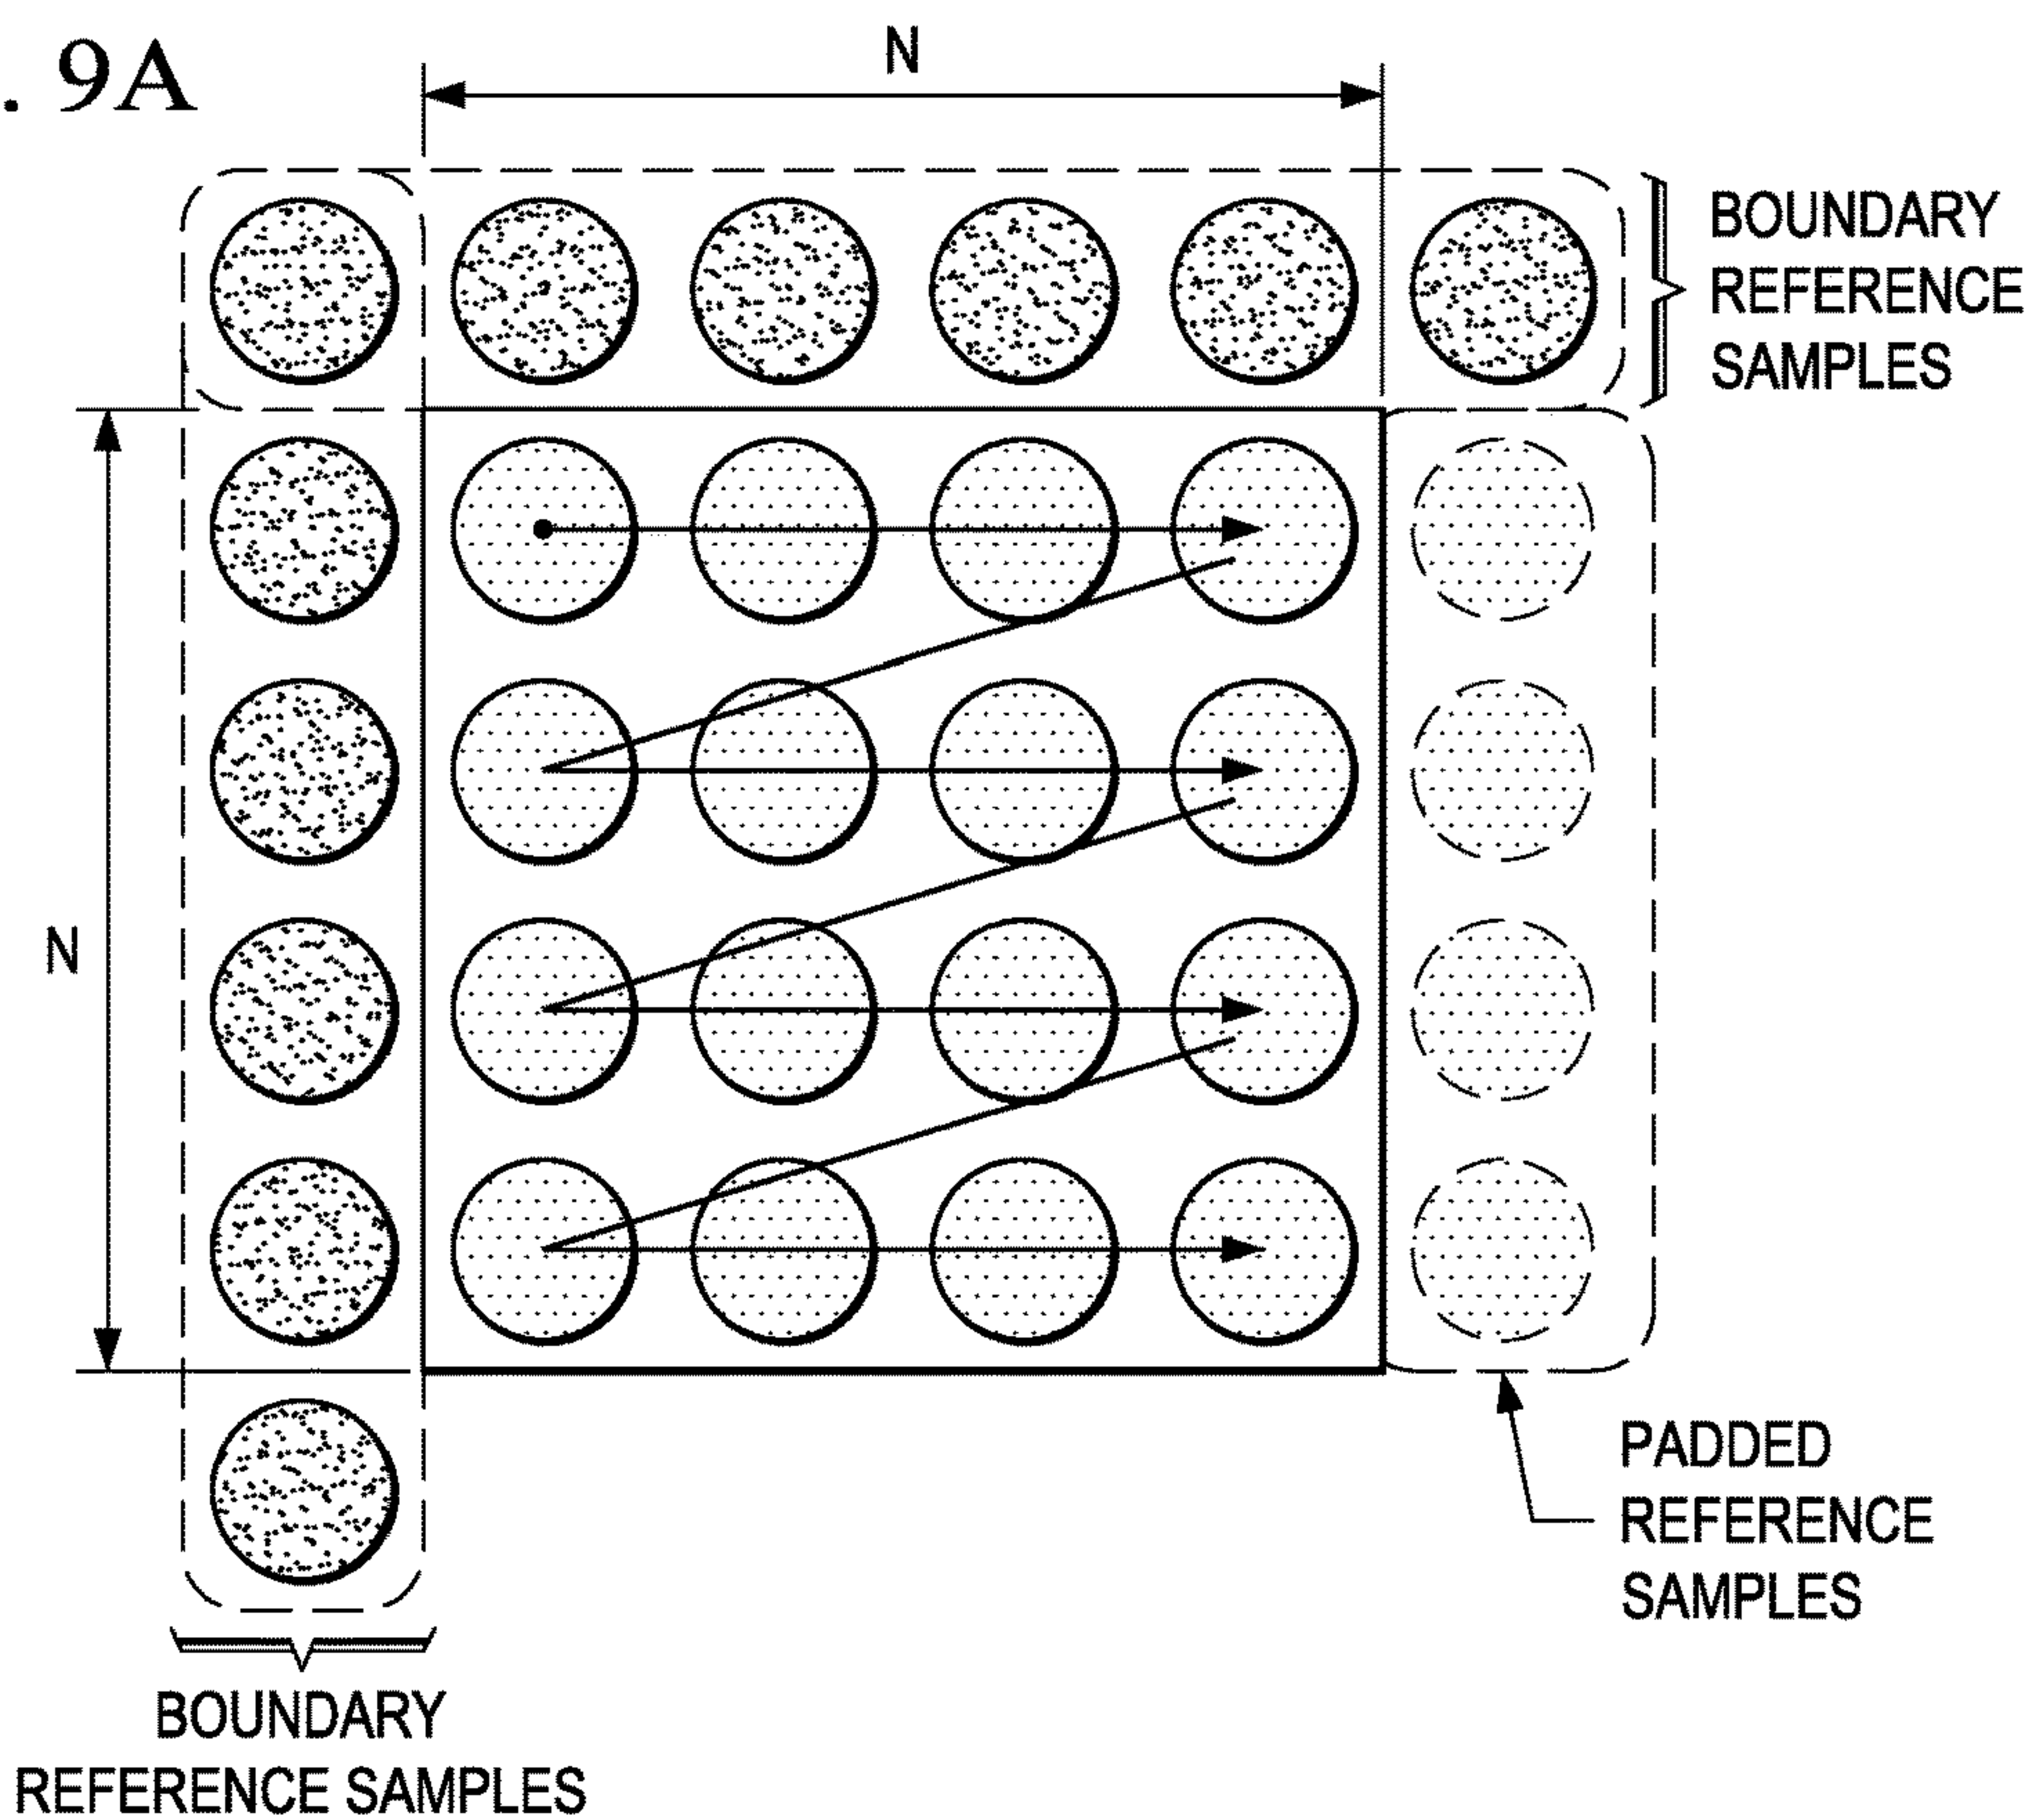 . 9A
N
BOUNDARY
REFERENCE
SAMPLES
N
PADDED
REFERENCE
SAMPLES
BOUNDARY
REFERENCE SAMPLES